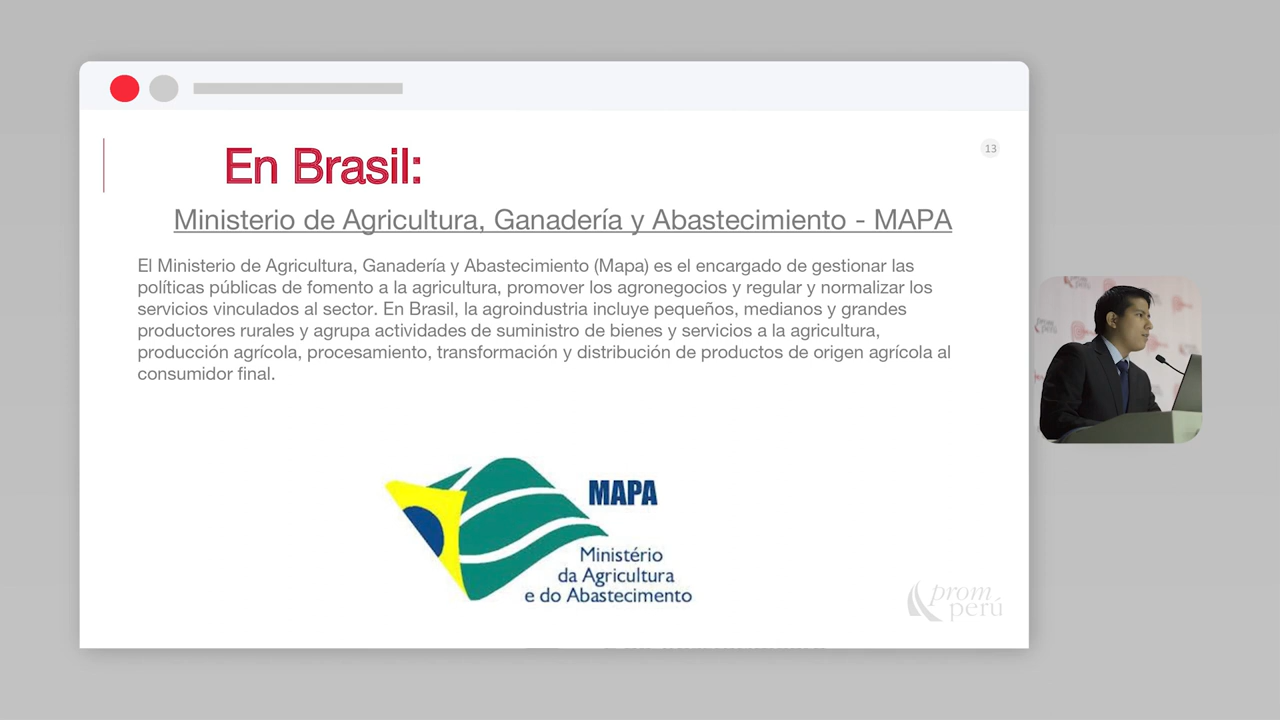 En Brasil:
13
Ministerio de Agricultura, Ganadería y Abastecimiento - MAPA
El Ministerio de Agricultura, Ganadería y Abastecimiento (Mapa) es el encargado de gestionar las
políticas públicas de fomento a la agricultura, promover los agronegocios y regular y normalizar los
servicios vinculados al sector. En Brasil, la agroindustria incluye pequeños, medianos y grandes
productores rurales y agruna actividades de suministro de bienes y servicios a la agricultura,
producción agrícola, procesamiento, transformación y distribución de productos de origen agrícola al
consumidor final.
MAPA
Ministério
da Agricultura
e do Abastecimento
prom
perú